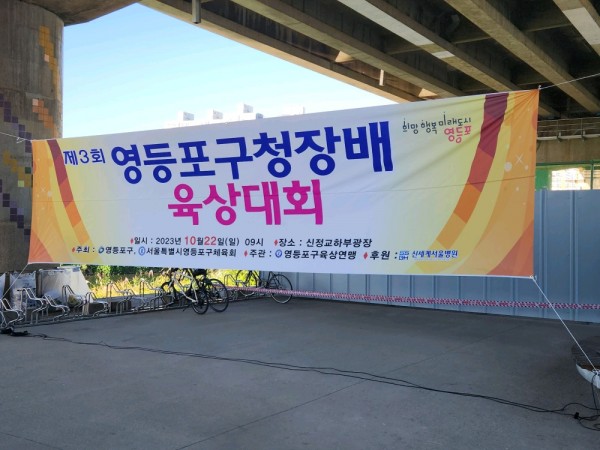 희망 행복 미래도시
영등포
제3회 영등포구청장배
육상대회
♦일시 : 2023년 10월22일(일) 09시 ♦장소 : 신정교하부광장
♦주최 : 영등포구, 서울특별시영등포구체육회 ♦주관 : 영등포구육상연맹 ♦후원 : 신세계서울병원